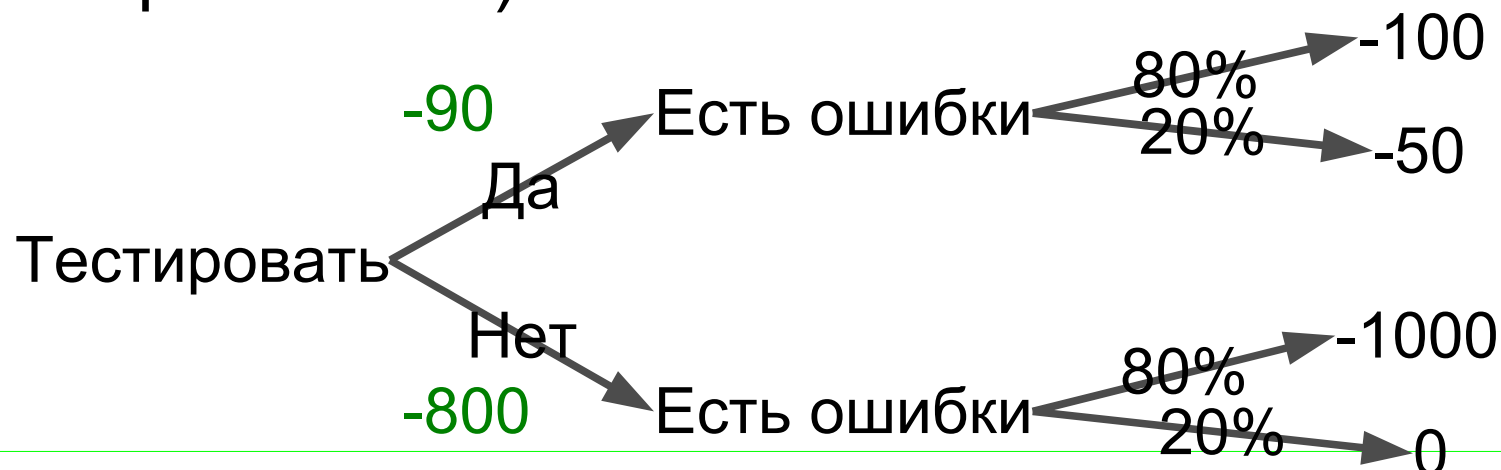 -100
80%
-90
Есть ошибки
20%
-50
Да
Тестировать
Нет
-1000
80%
-800
Есть ошибки
20%
0